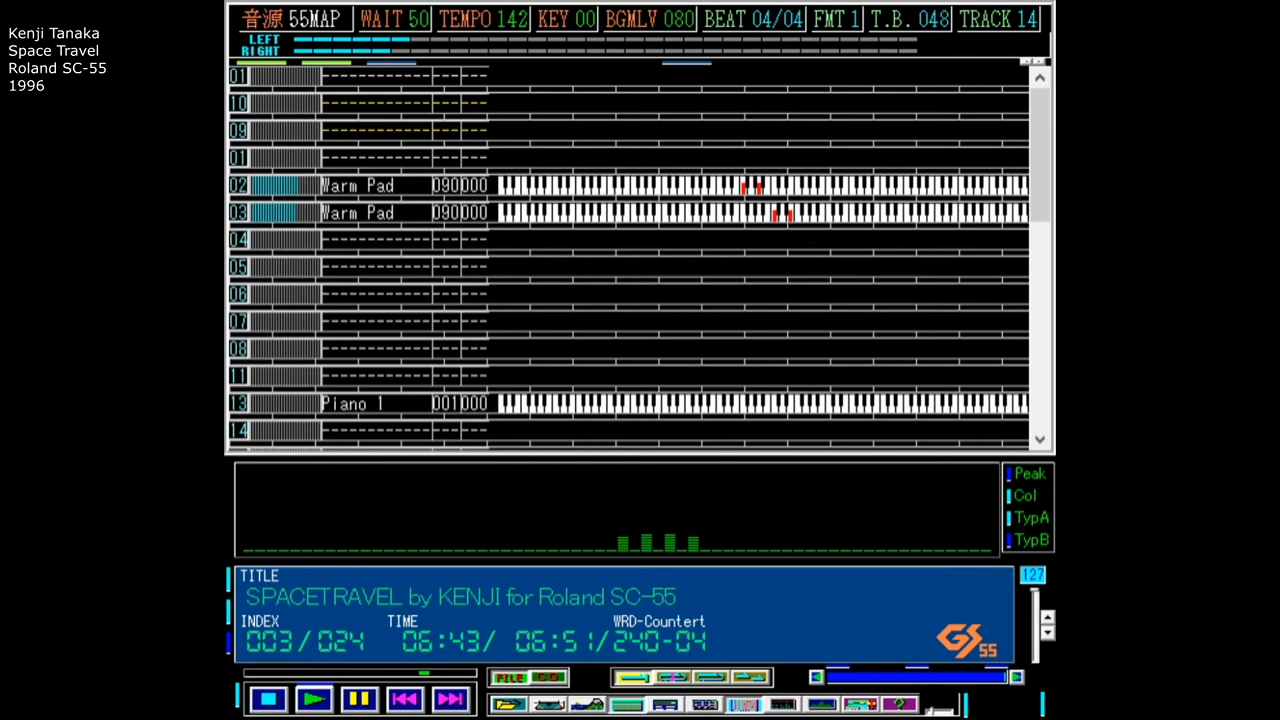 Kenji Tanaka
Space Travel
Roland SC-55
1996
音源 55MAP WAIT 50 TEMPO 142 KEY 00 BGMLV 080 BEAT 04/04 FMT 1 T.B. 048 TRACK 14
LEFT
RIGHT
01 ---------- --- ---
10 ---------- --- ---
09 ---------- --- ---
01 ---------- --- ---
02 Warm Pad 090 000
03 Warm Pad 090 000
04 ---------- --- ---
05 ---------- --- ---
06 ---------- --- ---
07 ---------- --- ---
08 ---------- --- ---
11 ---------- --- ---
13 Piano 1 001 000
14 ---------- --- ---
Peak
Col
TypA
TypB
TITLE
127
SPACETRAVEL by KENJI for Roland SC-55
INDEX TIME WRD-Countert
003/024 06:43/ 06:51/240-04
GS 55
FILE
?